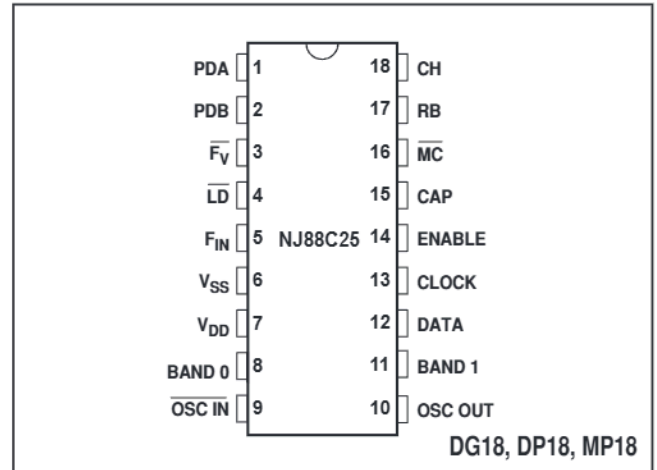 PDA 1 18 CH
PDB 2 17 RB
F̅V̅ 3 16 M̅C̅
L̅D̅ 4 15 CAP
FIN 5 NJ88C25 14 ENABLE
VSS 6 13 CLOCK
VDD 7 12 DATA
BAND 0 8 11 BAND 1
O̅S̅C̅ I̅N̅ 9 10 OSC OUT
DG18, DP18, MP18